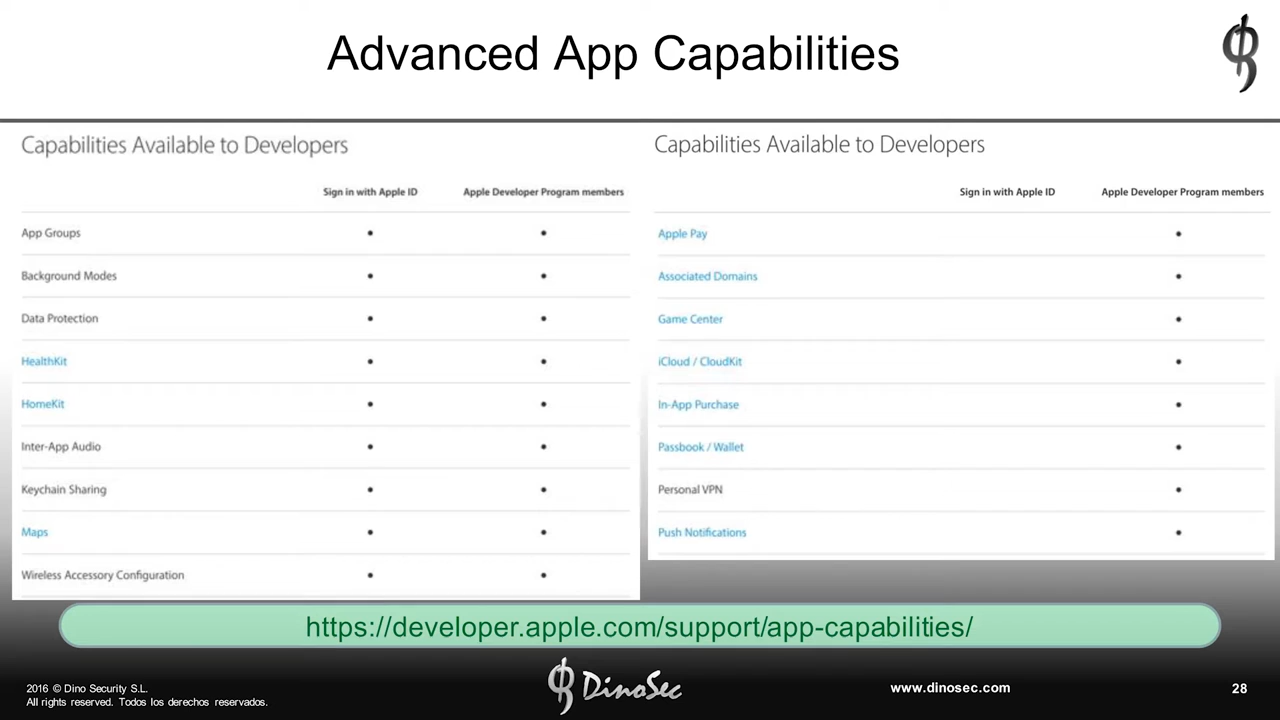 Advanced App Capabilities
Capabilities Available to Developers
Sign in with Apple ID Apple Developer Program members
App Groups • •
Background Modes • •
Data Protection • •
HealthKit • •
HomeKit • •
Inter-App Audio • •
Keychain Sharing • •
Maps • •
Wireless Accessory Configuration • •
Capabilities Available to Developers
Sign in with Apple ID Apple Developer Program members
Apple Pay •
Associated Domains •
Game Center •
iCloud / CloudKit •
In-App Purchase •
Passbook / Wallet •
Personal VPN •
Push Notifications •
https://developer.apple.com/support/app-capabilities/
2016 © Dino Security S.L.
All rights reserved. Todos los derechos reservados.
DinoSec
www.dinosec.com
28